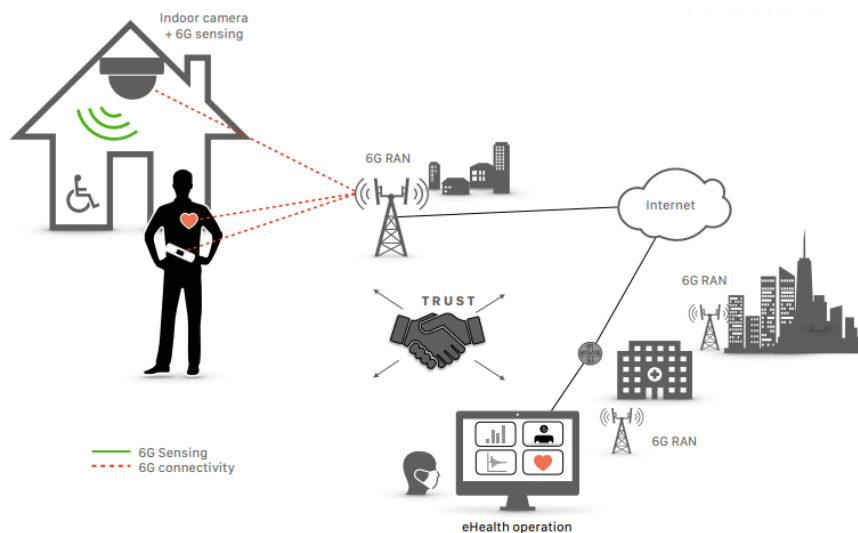 Indoor camera
+ 6G sensing
6G RAN
Internet
6G RAN
TRUST
6G RAN
6G Sensing
6G connectivity
eHealth operation